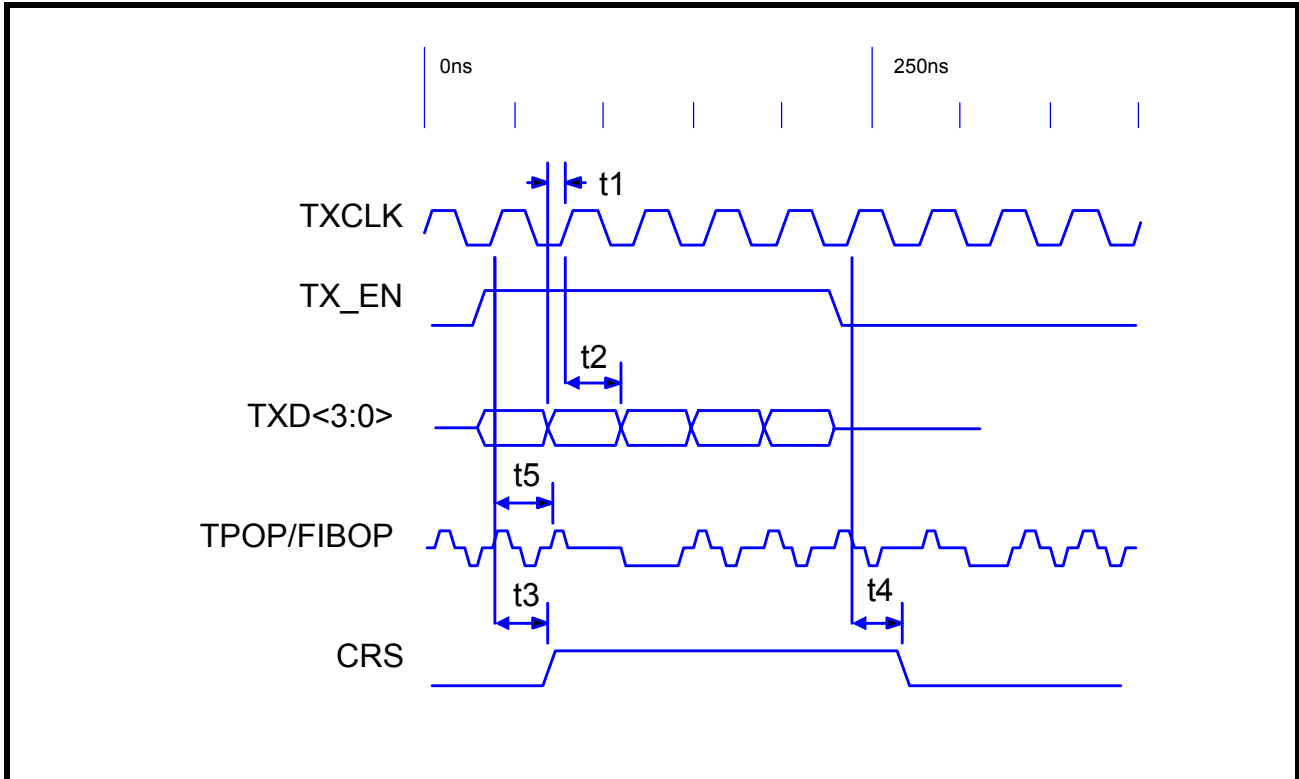 0ns
250ns
t1
TXCLK
TX_EN
t2
TXD<3:0>
t5
TPOP/FIBOP
t3
t4
CRS